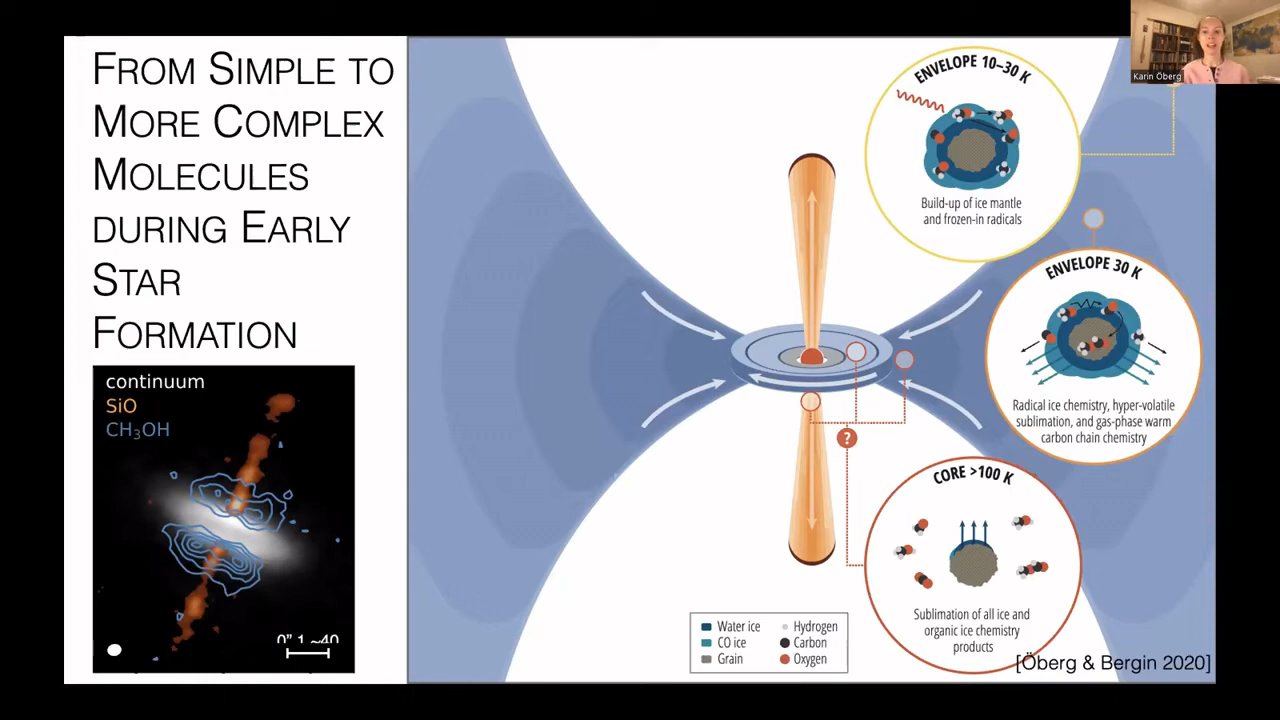 FROM SIMPLE TO
MORE COMPLEX
MOLECULES
DURING EARLY
STAR
FORMATION
continuum
SiO
CH₃OH
0" 1 ~40
ENVELOPE 10–30 K
Build-up of ice mantle
and frozen-in radicals
ENVELOPE 30 K
Radical ice chemistry, hyper-volatile
sublimation, and gas-phase warm
carbon chain chemistry
?
CORE >100 K
Sublimation of all ice and
organic ice chemistry
products
Water ice
Hydrogen
CO ice
Carbon
Grain
Oxygen
[Öberg & Bergin 2020]
Karin Öberg